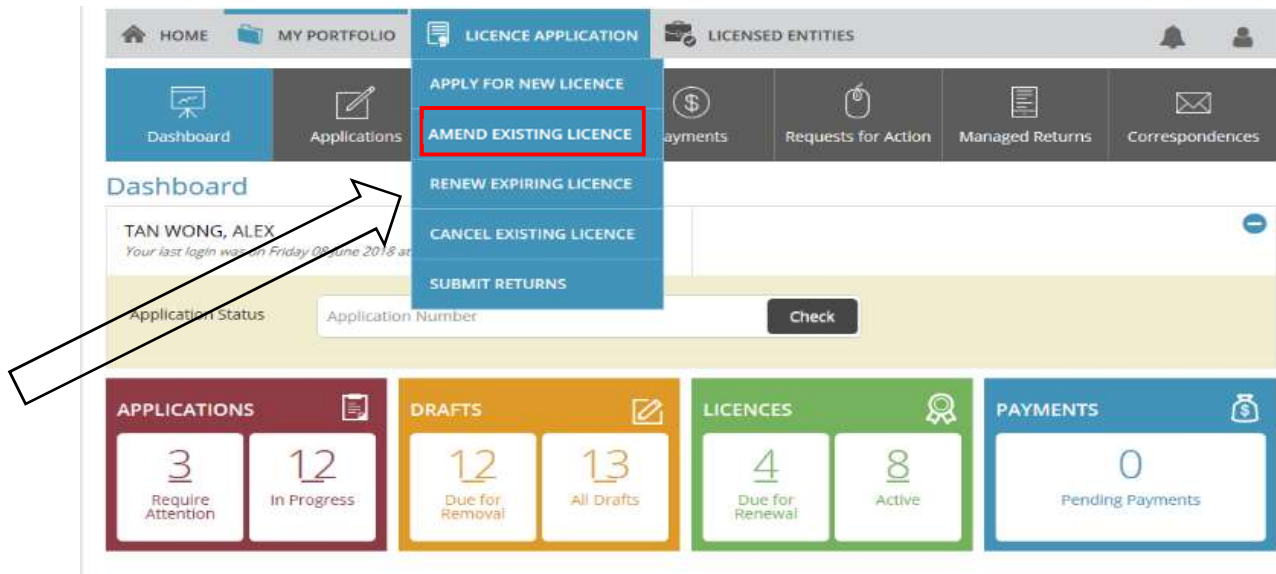 HOME MY PORTFOLIO LICENCE APPLICATION LICENSED ENTITIES
APPLY FOR NEW LICENCE
AMEND EXISTING LICENCE
RENEW EXPIRING LICENCE
CANCEL EXISTING LICENCE
SUBMIT RETURNS
Dashboard Applications ayments Requests for Action Managed Returns Correspondences
Dashboard
TAN WONG, ALEX
Your last login was on Friday 08 June 2018 at
Application Status Application Number Check
APPLICATIONS
3 12
Require Attention In Progress
DRAFTS
12 13
Due for Removal All Drafts
LICENCES
4 8
Due for Renewal Active
PAYMENTS
0
Pending Payments